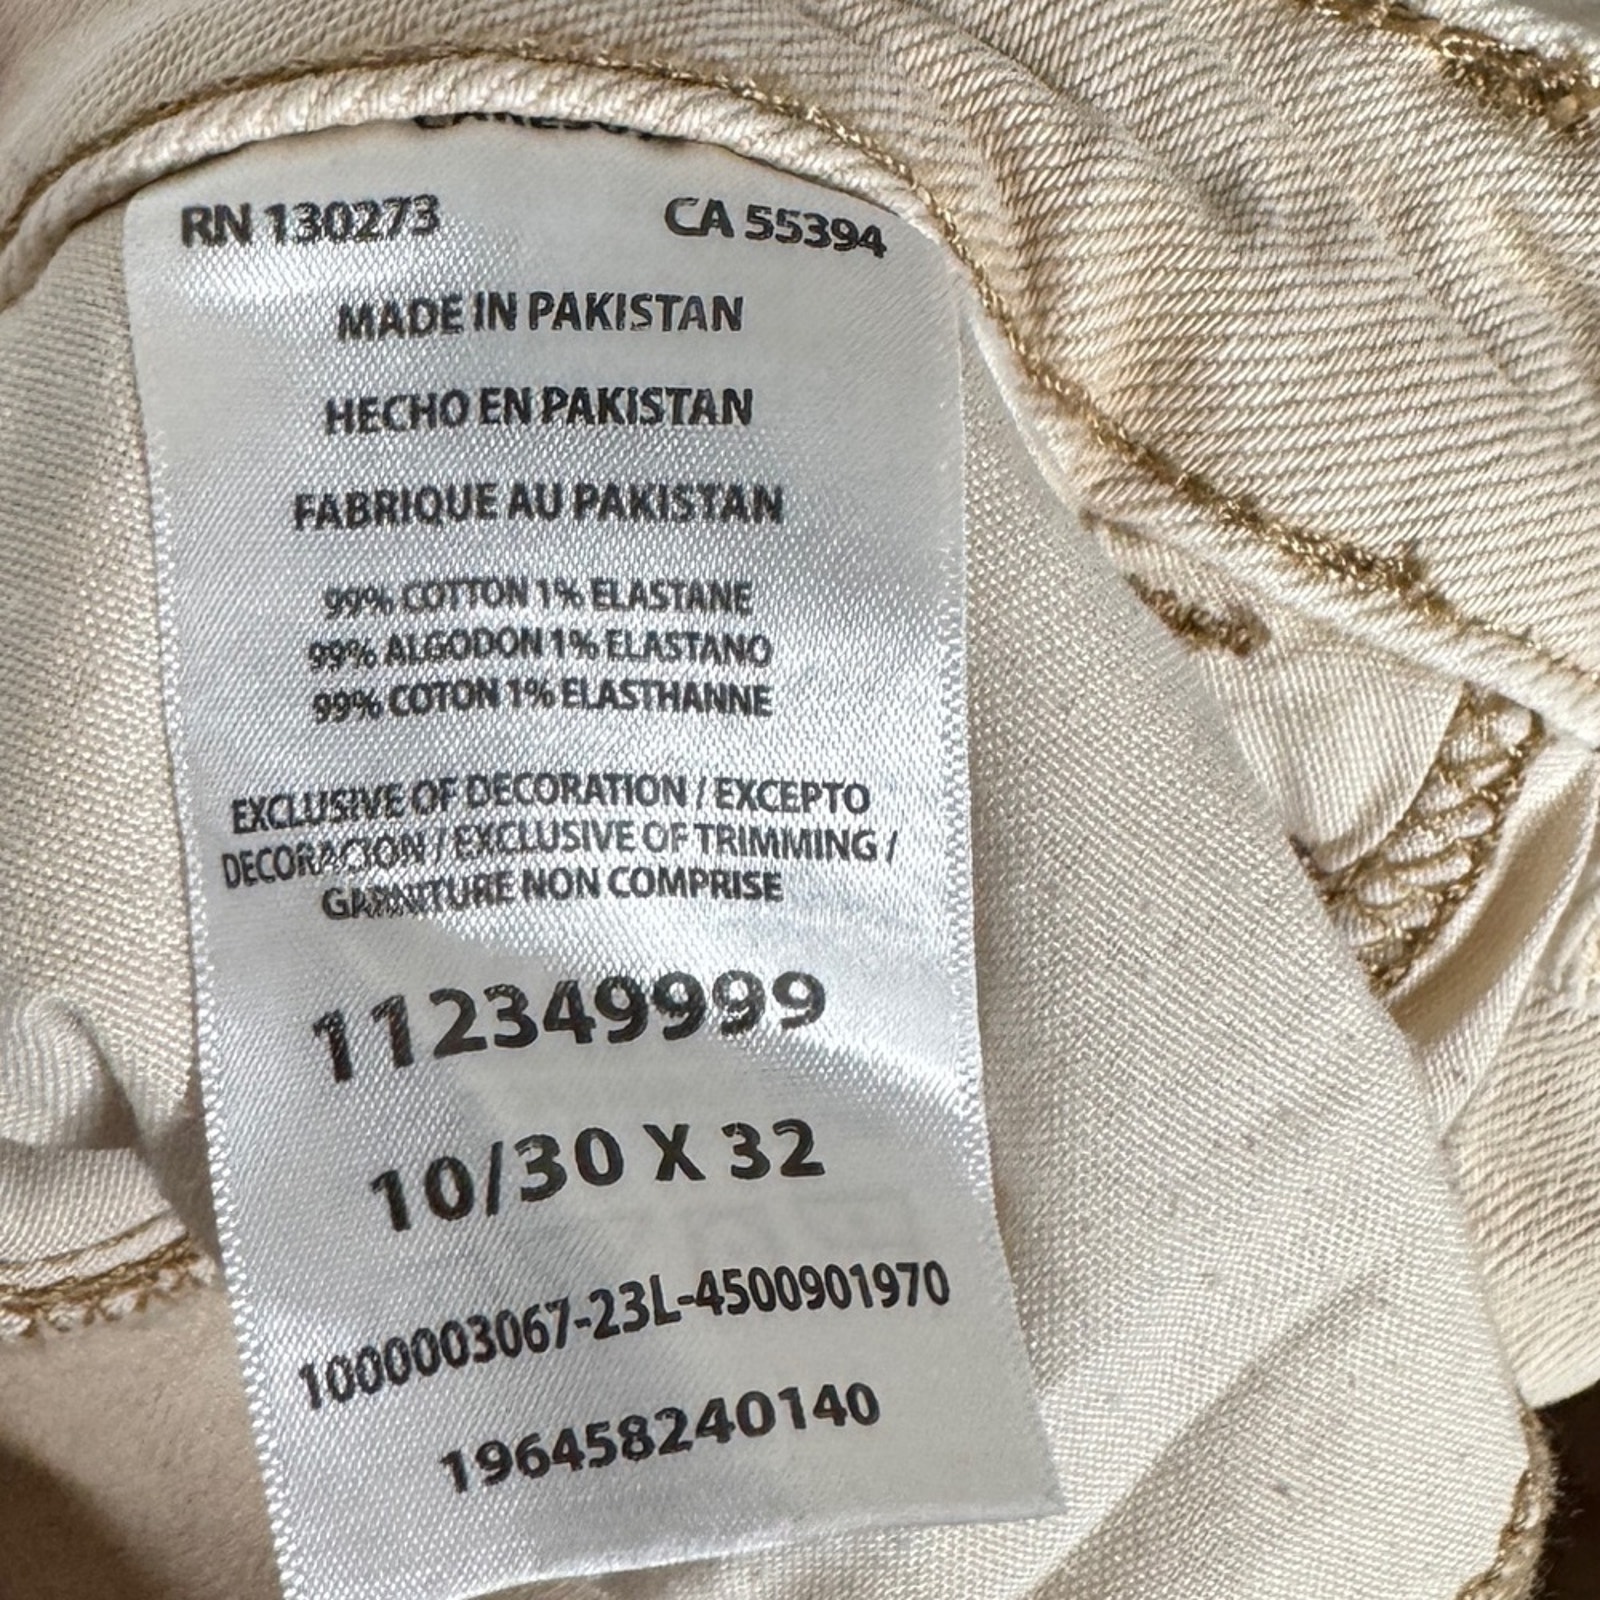 RN 130273 CA 55394
MADE IN PAKISTAN
HECHO EN PAKISTAN
FABRIQUE AU PAKISTAN
99% COTTON 1% ELASTANE
99% ALGODON 1% ELASTANO
99% COTON 1% ELASTHANNE
EXCLUSIVE OF DECORATION / EXCEPTO
DECORACION / EXCLUSIVE OF TRIMMING /
GARNITURE NON COMPRISE
112349999
10/30 X 32
1000003067-23L-4500901970
196458240140